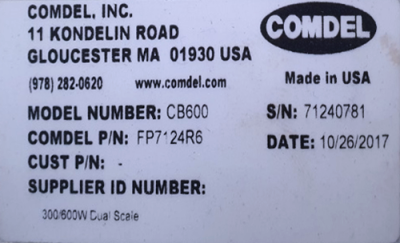 COMDEL, INC.
11 KONDELIN ROAD
GLOUCESTER MA 01930 USA
(978) 282-0620 www.comdel.com
COMDEL
Made in USA
MODEL NUMBER: CB600 S/N: 71240781
COMDEL P/N: FP7124R6 DATE: 10/26/2017
CUST P/N: -
SUPPLIER ID NUMBER:
300/600W Dual Scale